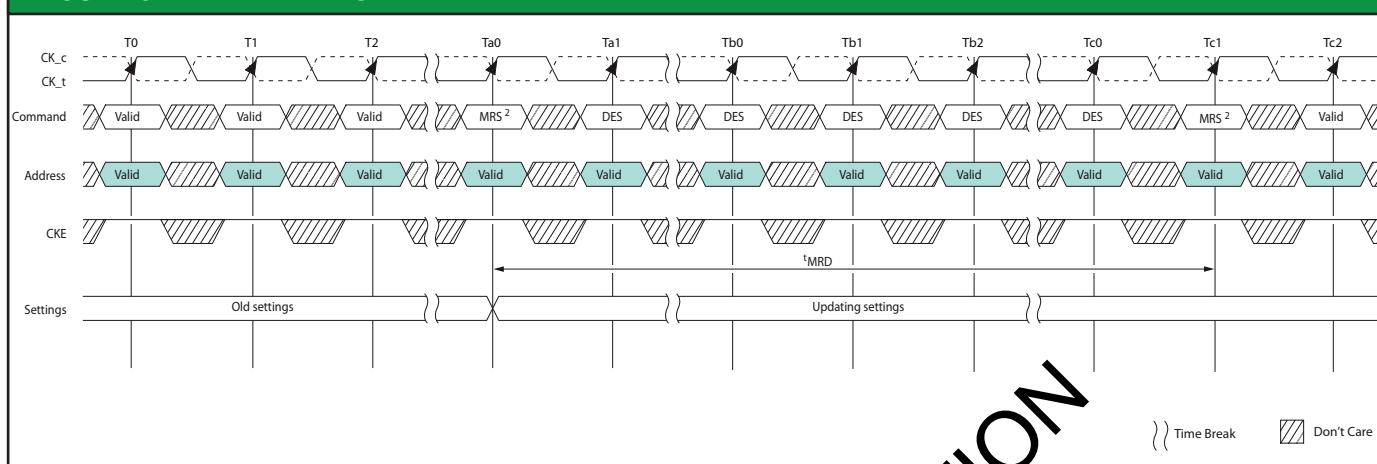 T0 T1 T2 Ta0 Ta1 Tb0 Tb1 Tb2 Tc0 Tc1 Tc2
CK_c
CK_t
Command Valid Valid Valid MRS 2 DES DES DES DES DES MRS 2 Valid
Address Valid Valid Valid Valid Valid Valid Valid Valid Valid Valid Valid
CKE
tMRD
Settings Old settings Updating settings
Time Break Don't Care